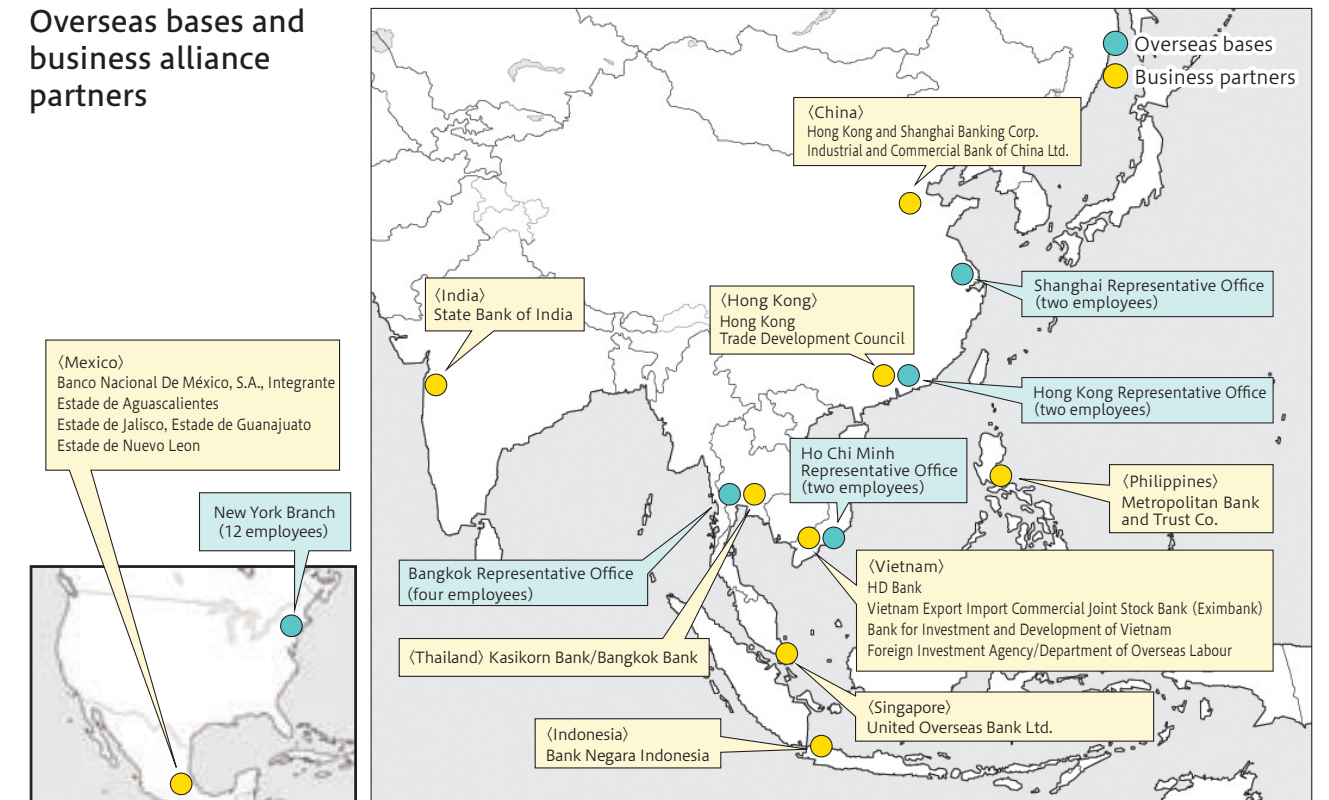 Overseas bases and
business alliance
partners
Overseas bases
Business partners
〈China〉
Hong Kong and Shanghai Banking Corp.
Industrial and Commercial Bank of China Ltd.
Shanghai Representative Office
(two employees)
〈India〉
State Bank of India
〈Hong Kong〉
Hong Kong
Trade Development Council
〈Mexico〉
Banco Nacional De México, S.A., Integrante
Estade de Aguascalientes
Estade de Jalisco, Estade de Guanajuato
Estade de Nuevo Leon
Hong Kong Representative Office
(two employees)
Ho Chi Minh
Representative Office
(two employees)
〈Philippines〉
Metropolitan Bank
and Trust Co.
New York Branch
(12 employees)
Bangkok Representative Office
(four employees)
〈Vietnam〉
HD Bank
Vietnam Export Import Commercial Joint Stock Bank (Eximbank)
Bank for Investment and Development of Vietnam
Foreign Investment Agency/Department of Overseas Labour
〈Thailand〉 Kasikorn Bank/Bangkok Bank
〈Singapore〉
United Overseas Bank Ltd.
〈Indonesia〉
Bank Negara Indonesia